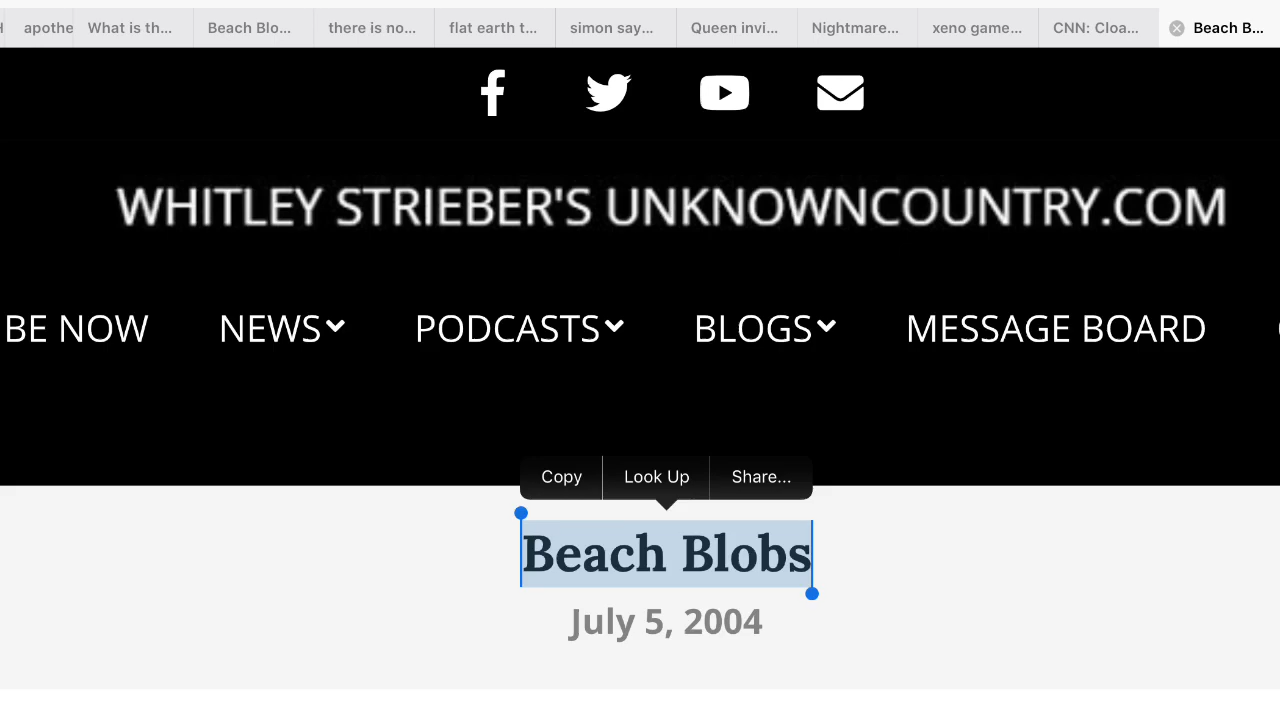 apothe What is th... Beach Blo... there is no... flat earth t... simon say... Queen invi... Nightmare... xeno game... CNN: Cloa... Beach B...
WHITLEY STRIEBER'S UNKNOWNCOUNTRY.COM
BE NOW NEWS PODCASTS BLOGS MESSAGE BOARD
Copy Look Up Share...
Beach Blobs
July 5, 2004